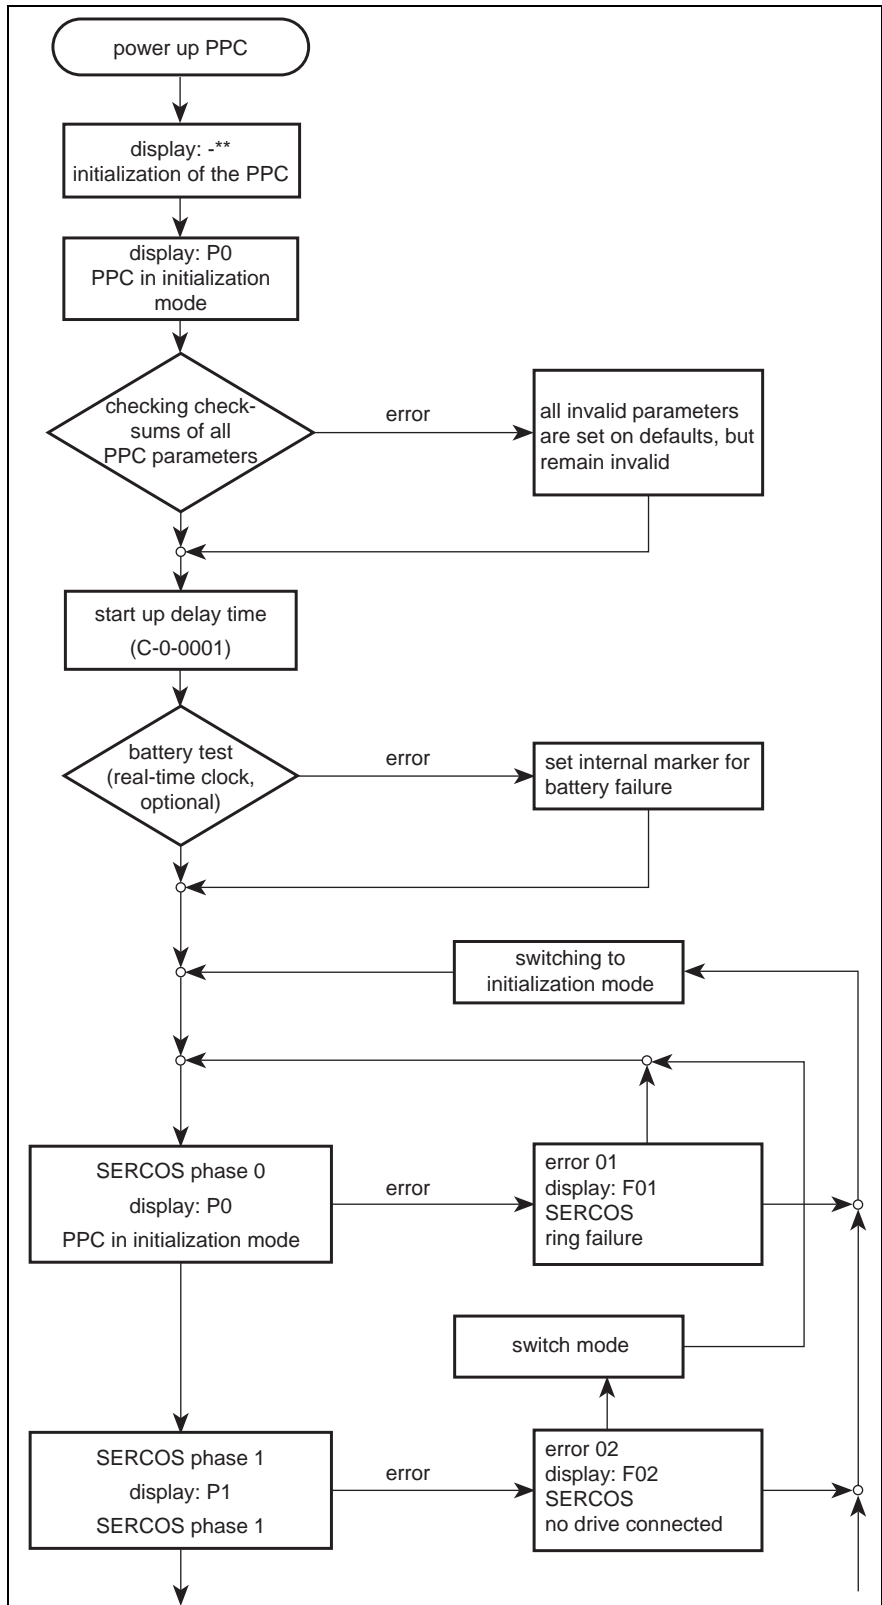 power up PPC
display: -**
initialization of the PPC
display: P0
PPC in initialization
mode
checking check-
sums of all
PPC parameters
error
all invalid parameters
are set on defaults, but
remain invalid
start up delay time
(C-0-0001)
battery test
(real-time clock,
optional)
error
set internal marker for
battery failure
switching to
initialization mode
SERCOS phase 0
display: P0
PPC in initialization mode
error
error 01
display: F01
SERCOS
ring failure
switch mode
SERCOS phase 1
display: P1
SERCOS phase 1
error
error 02
display: F02
SERCOS
no drive connected